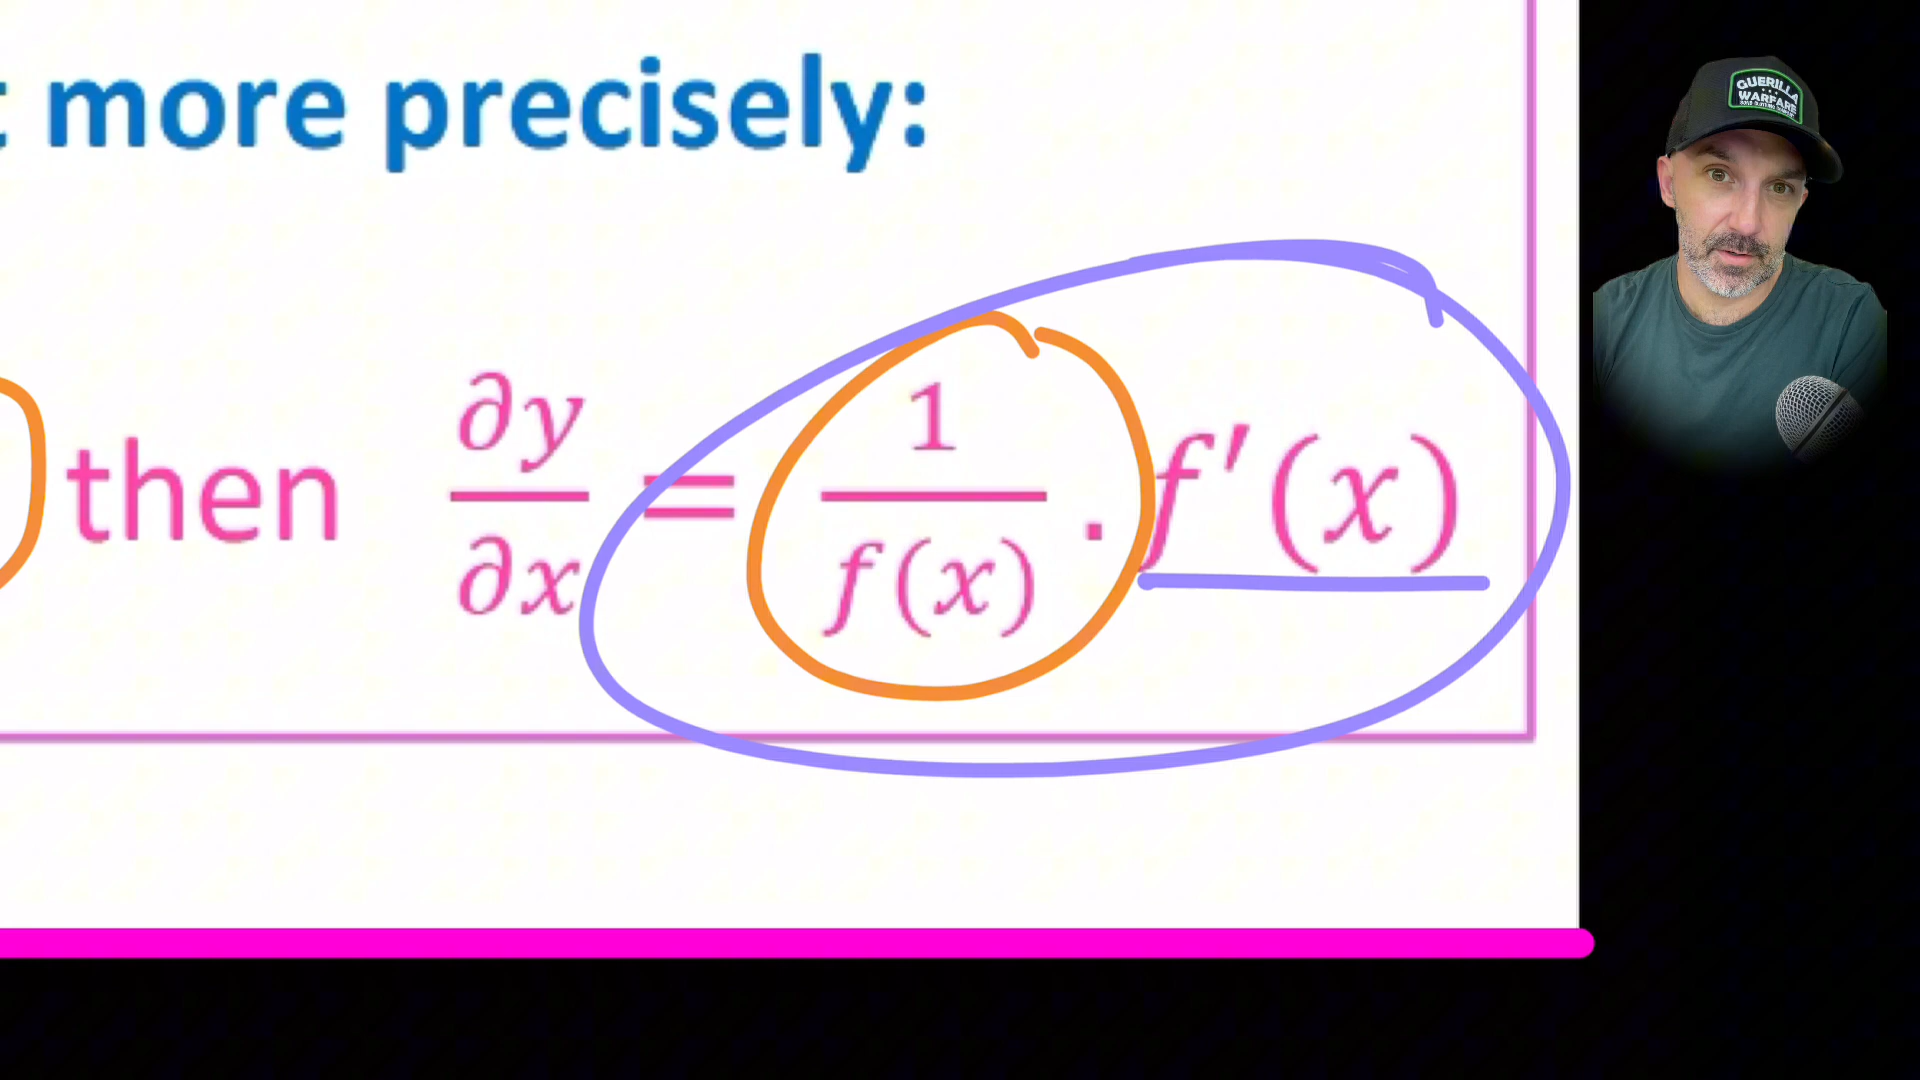 more precisely:
then ∂y/∂x = 1/f(x) . f′(x)
GUERILLA
WARFARE